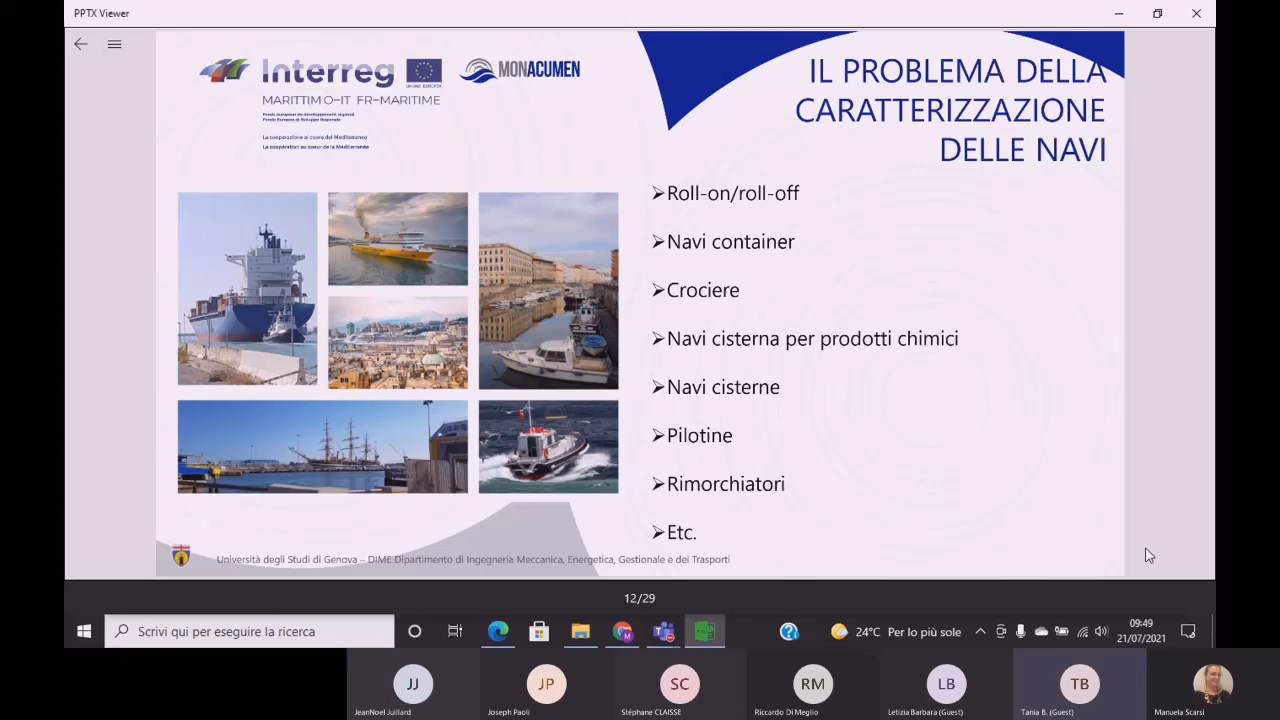 PPTX Viewer
Interreg
UNIONE EUROPEA
MONACUMEN
MARITTIMO-IT FR-MARITIME
Fonds européen de développement régional
Fondo Europeo di Sviluppo Regionale
La cooperazione al cuore del Mediterraneo
La coopération au coeur de la Méditerranée
IL PROBLEMA DELLA
CARATTERIZZAZIONE
DELLE NAVI
Roll-on/roll-off
Navi container
Crociere
Navi cisterna per prodotti chimici
Navi cisterne
Pilotine
Rimorchiatori
Etc.
Università degli Studi di Genova – DIME Dipartimento di Ingegneria Meccanica, Energetica, Gestionale e dei Trasporti
12/29
Scrivi qui per eseguire la ricerca
24°C Per lo più sole
09:49
21/07/2021
JJ
JeanNoel Juillard
JP
Joseph Paoli
SC
Stéphane CLAISSE
RM
Riccardo Di Meglio
LB
Letizia Barbara (Guest)
TB
Tania B. (Guest)
Manuela Scarsi